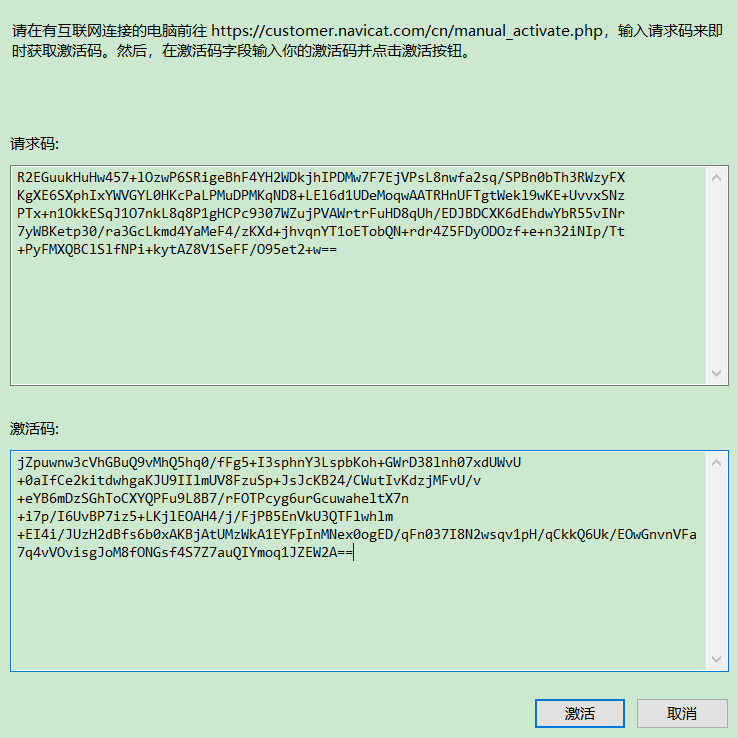 请在有互联网连接的电脑前往 https://customer.navicat.com/cn/manual_activate.php，输入请求码来即
时获取激活码。然后，在激活码字段输入你的激活码并点击激活按钮。
请求码:
R2EGuukHuHw457+lOzwP6SRigeBhF4YH2WDkjhIPDMw7F7EjVPsL8nwfa2sq/SPBn0bTh3RWzyFX
KgXE6SXphIxYWVGYL0HKcPaLPMuDPMKqND8+LEl6d1UDeMoqwAATRHnUFTgtWekl9wKE+UvvxSNz
PTx+n1OkkESqJ1O7nkL8q8P1gHCPc9307WZujPVAWrtrFuHD8qUh/EDJBDCXK6dEhdwYbR55vINr
7yWBKetp30/ra3GcLkmd4YaMeF4/zKXd+jhvqnYT1oETobQN+rdr4Z5FDyODOzf+e+n32iNIp/Tt
+PyFMXQBClSlfNPi+kytAZ8V1SeFF/O95et2+w==
激活码:
jZpuwnw3cVhGBuQ9vMhQ5hq0/fFg5+I3sphnY3LspbKoh+GWrD38lnh07xdUWvU
+0aIfCe2kitdwhgaKJU9IIlmUV8FzuSp+JsJcKB24/CWutIvKdzjMFvU/v
+eYB6mDzSGhToCXYQPFu9L8B7/rFOTPcyg6urGcuwaheltX7n
+i7p/I6UvBP7iz5+LKjlEOAH4/j/FjPB5EnVkU3QTFlwhlm
+EI4i/JUzH2dBfs6b0xAKBjAtUMzWkA1EYFpInMNex0ogED/qFn037I8N2wsqv1pH/qCkkQ6Uk/EOwGnvnVFa
7q4vVOvisgJoM8fONGsf4S7Z7auQIYmoq1JZEW2A==
激活
取消